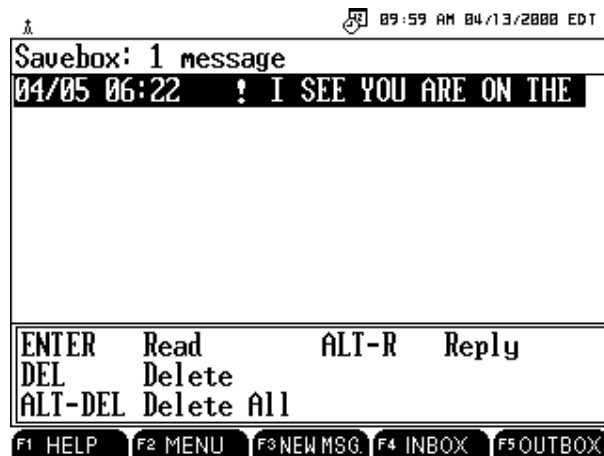 09:59 AM 04/13/2000 EDT
Savebox: 1 message
04/05 06:22 ! I SEE YOU ARE ON THE
ENTER Read ALT-R Reply
DEL Delete
ALT-DEL Delete All
F1 HELP F2 MENU F3 NEW MSG. F4 INBOX F5 OUTBOX